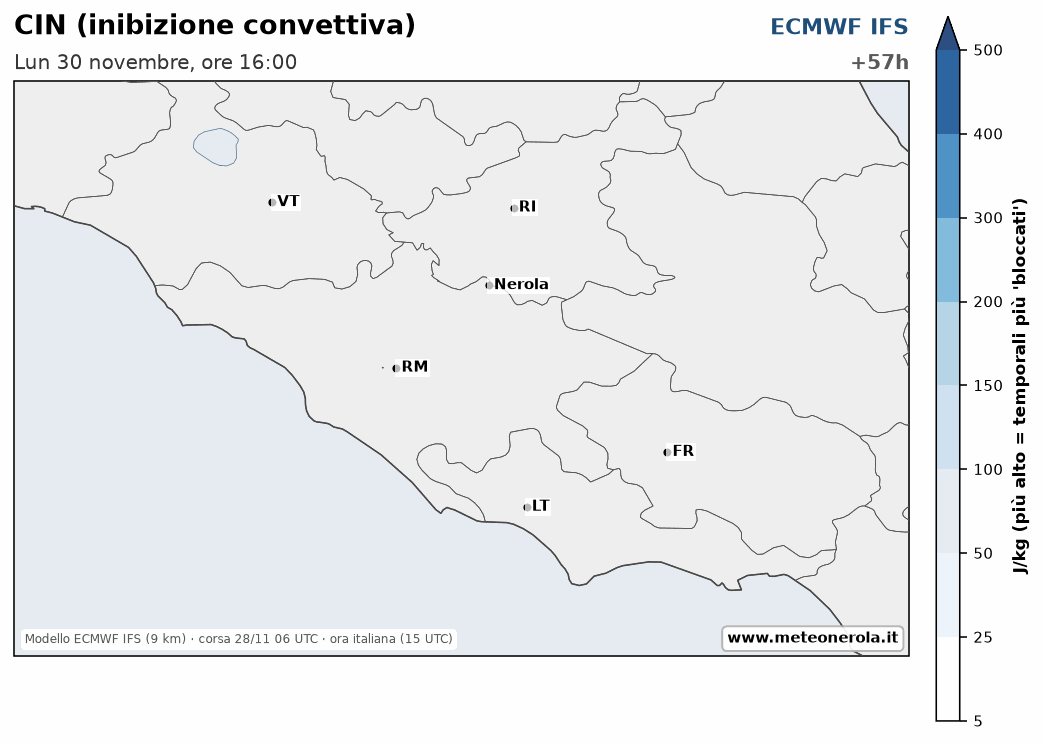 CIN (inibizione convettiva)
ECMWF IFS
Lun 30 novembre, ore 16:00
+57h
VT
RI
Nerola
RM
FR
LT
Modello ECMWF IFS (9 km) · corsa 28/11 06 UTC · ora italiana (15 UTC)
www.meteonerola.it
500
400
300
200
150
100
50
25
5
J/kg (più alto = temporali più 'bloccati')